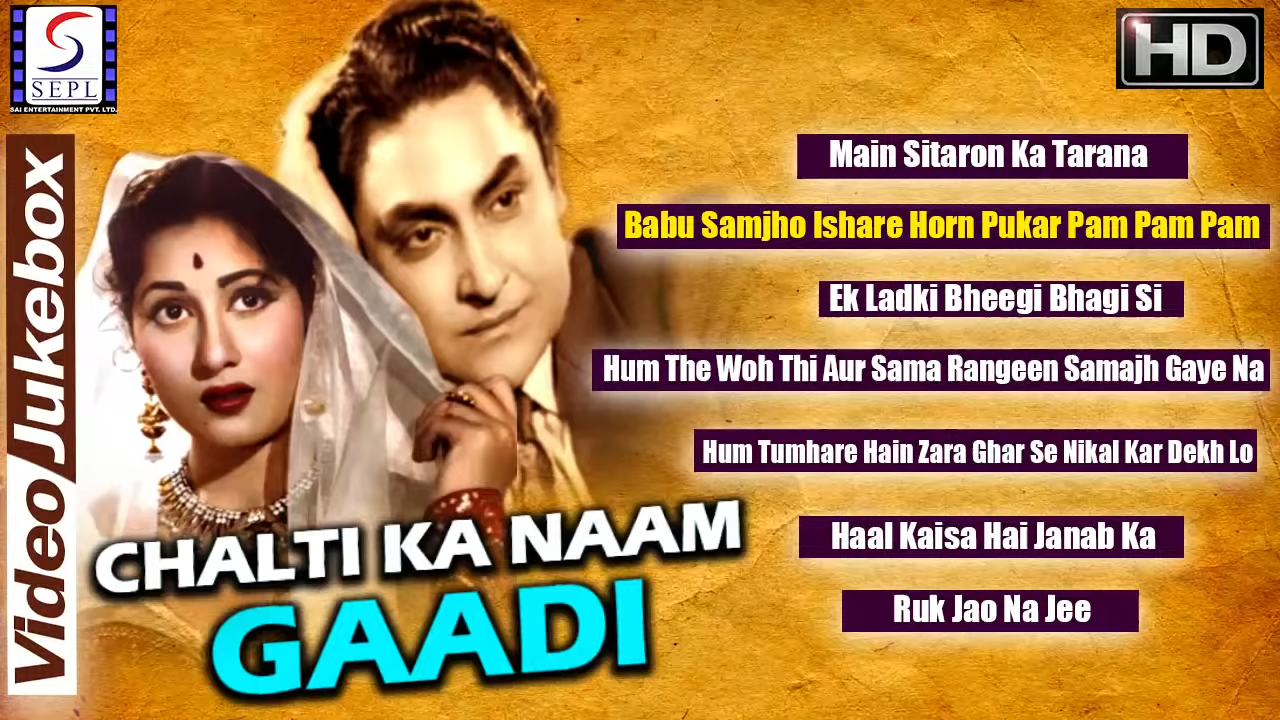 S
SEPL
SAI ENTERTAINMENT PVT. LTD.
HD
Video Jukebox
Main Sitaron Ka Tarana
Babu Samjho Ishare Horn Pukar Pam Pam Pam
Ek Ladki Bheegi Bhagi Si
Hum The Woh Thi Aur Sama Rangeen Samajh Gaye Na
Hum Tumhare Hain Zara Ghar Se Nikal Kar Dekh Lo
Haal Kaisa Hai Janab Ka
Ruk Jao Na Jee
CHALTI KA NAAM
GAADI